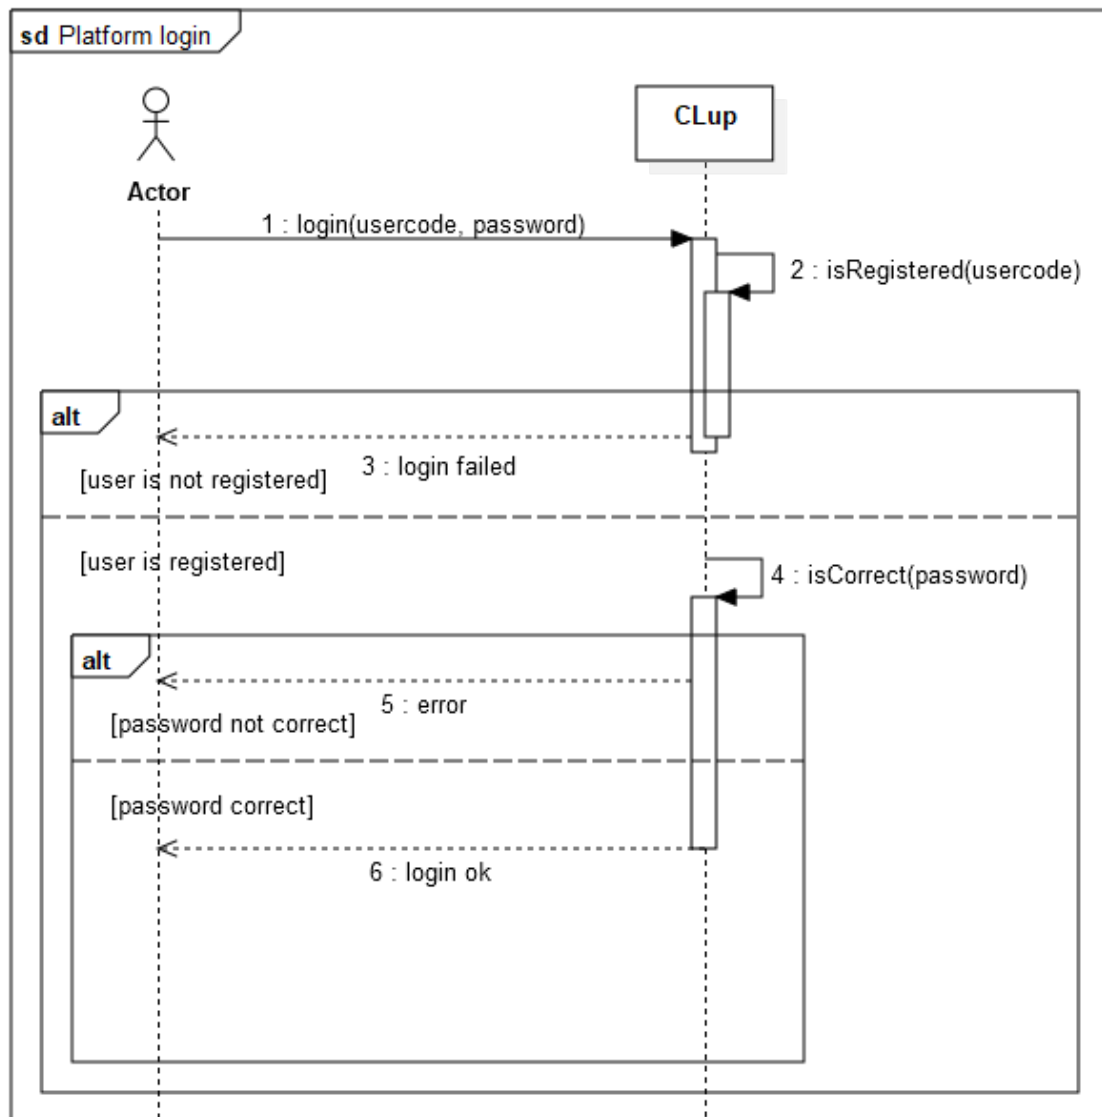 sd Platform login
CLup
Actor
1 : login(usercode, password)
2 : isRegistered(usercode)
alt
3 : login failed
[user is not registered]
[user is registered]
4 : isCorrect(password)
alt
5 : error
[password not correct]
[password correct]
6 : login ok